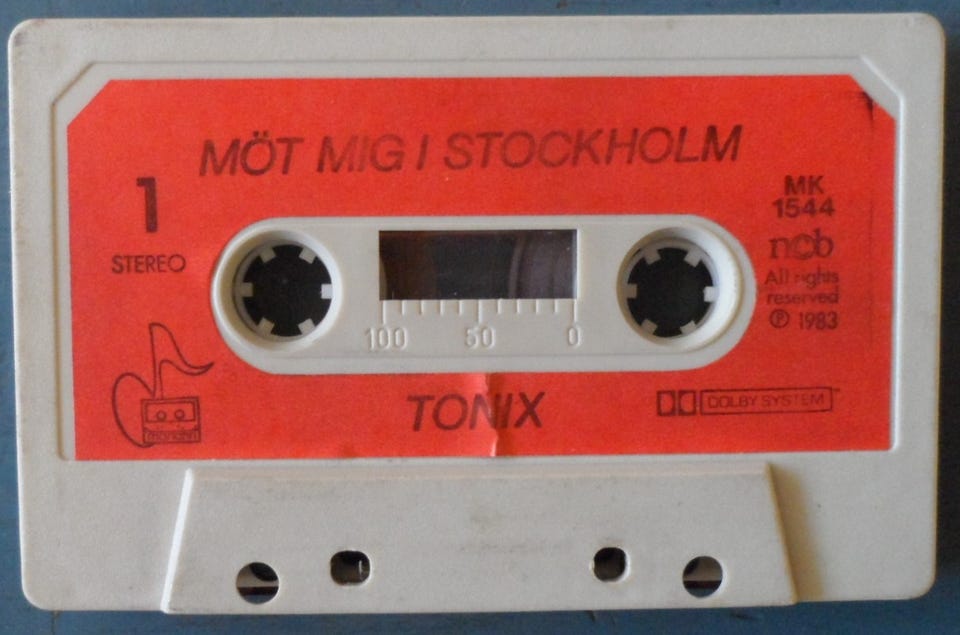 MÖT MIG I STOCKHOLM
1
STEREO
MK
1544
ncb
All rights
reserved
Ⓟ 1983
100 50 0
TONIX
DOLBY SYSTEM